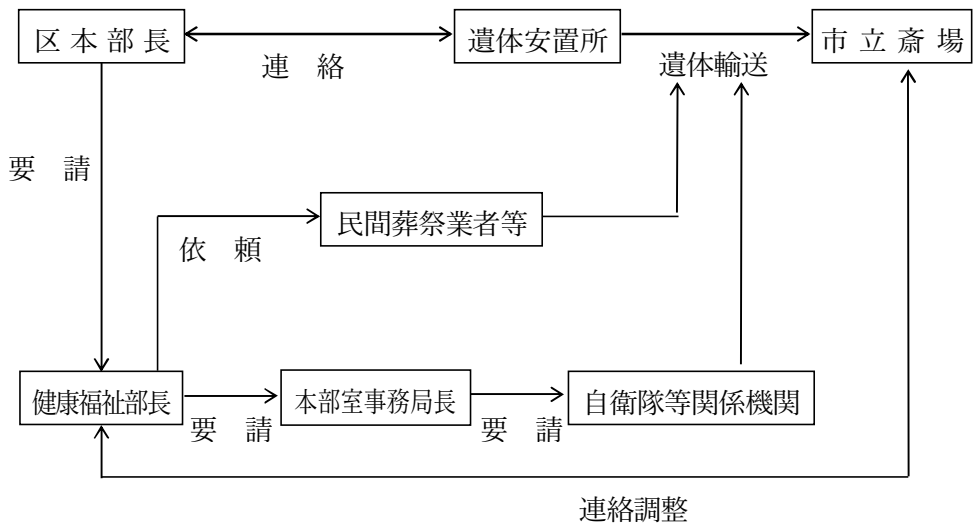 区本部長
遺体安置所
市立斎場
連絡
遺体輸送
要請
民間葬祭業者等
依頼
健康福祉部長
本部室事務局長
自衛隊等関係機関
要請
要請
連絡調整